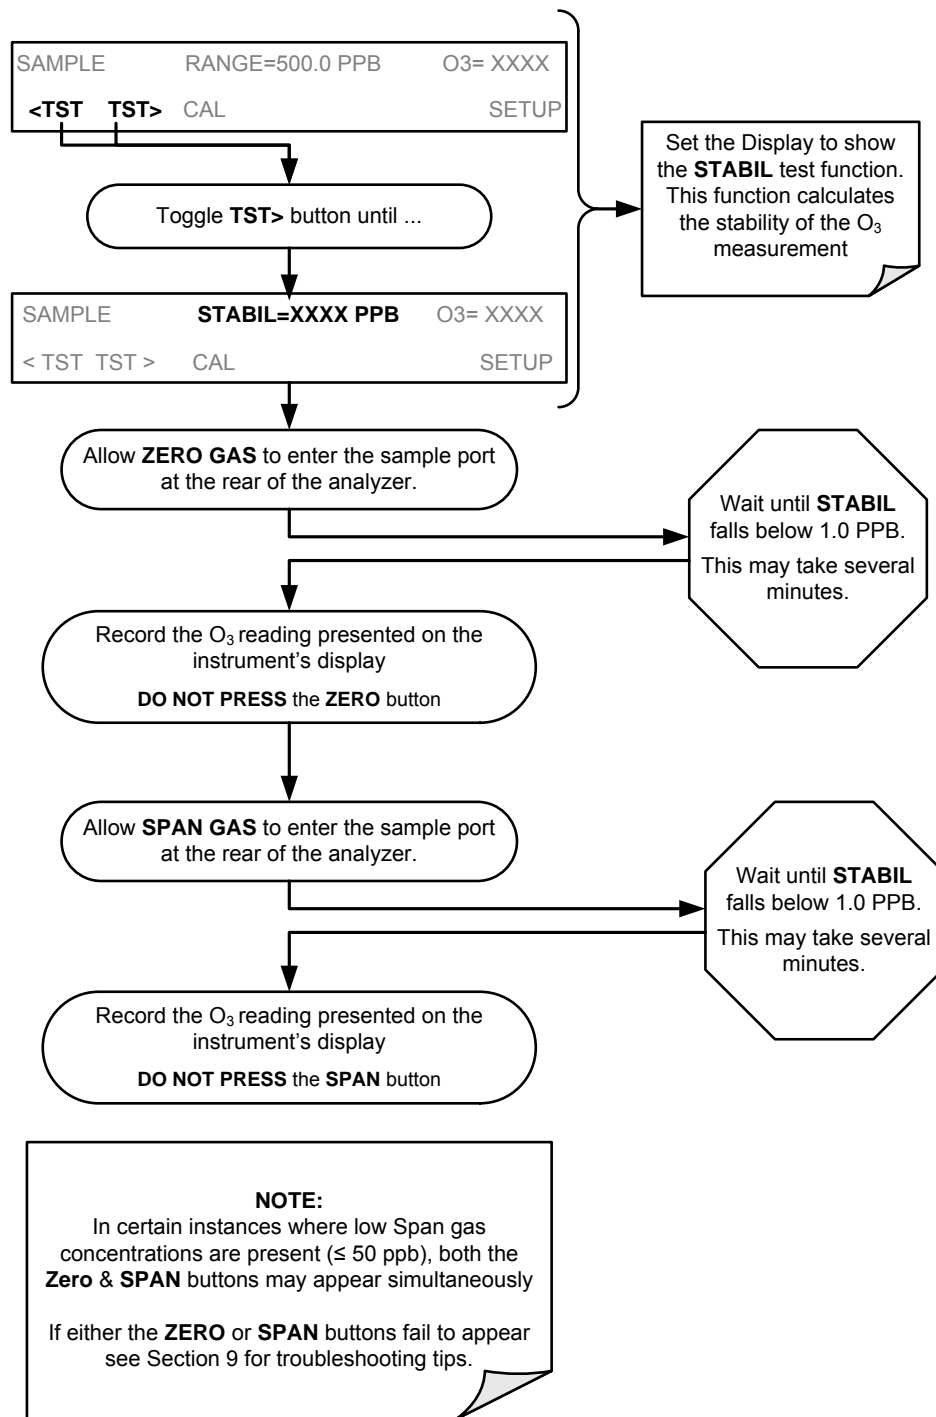 SAMPLE RANGE=500.0 PPB O3= XXXX
<TST TST> CAL SETUP
Toggle TST> button until ...
SAMPLE STABIL=XXXX PPB O3= XXXX
< TST TST > CAL SETUP
Set the Display to show
the STABIL test function.
This function calculates
the stability of the O3
measurement
Allow ZERO GAS to enter the sample port
at the rear of the analyzer.
Wait until STABIL
falls below 1.0 PPB.
This may take several
minutes.
Record the O3 reading presented on the
instrument’s display
DO NOT PRESS the ZERO button
Allow SPAN GAS to enter the sample port
at the rear of the analyzer.
Wait until STABIL
falls below 1.0 PPB.
This may take several
minutes.
Record the O3 reading presented on the
instrument’s display
DO NOT PRESS the SPAN button
NOTE:
In certain instances where low Span gas
concentrations are present (≤ 50 ppb), both the
Zero & SPAN buttons may appear simultaneously
If either the ZERO or SPAN buttons fail to appear
see Section 9 for troubleshooting tips.